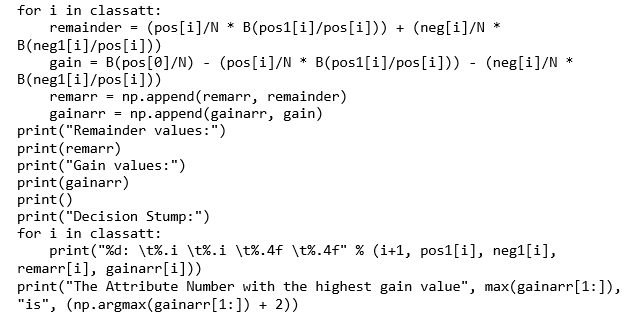 for i in classatt:
    remainder = (pos[i]/N * B(pos1[i]/pos[i])) + (neg[i]/N *
B(neg1[i]/pos[i]))
    gain = B(pos[0]/N) - (pos[i]/N * B(pos1[i]/pos[i])) - (neg[i]/N *
B(neg1[i]/pos[i]))
    remarr = np.append(remarr, remainder)
    gainarr = np.append(gainarr, gain)
print("Remainder values:")
print(remarr)
print("Gain values:")
print(gainarr)
print()
print("Decision Stump:")
for i in classatt:
    print("%d: \t%.i \t%.i \t%.4f \t%.4f" % (i+1, pos1[i], neg1[i],
remarr[i], gainarr[i]))
print("The Attribute Number with the highest gain value", max(gainarr[1:]),
"is", (np.argmax(gainarr[1:]) + 2))